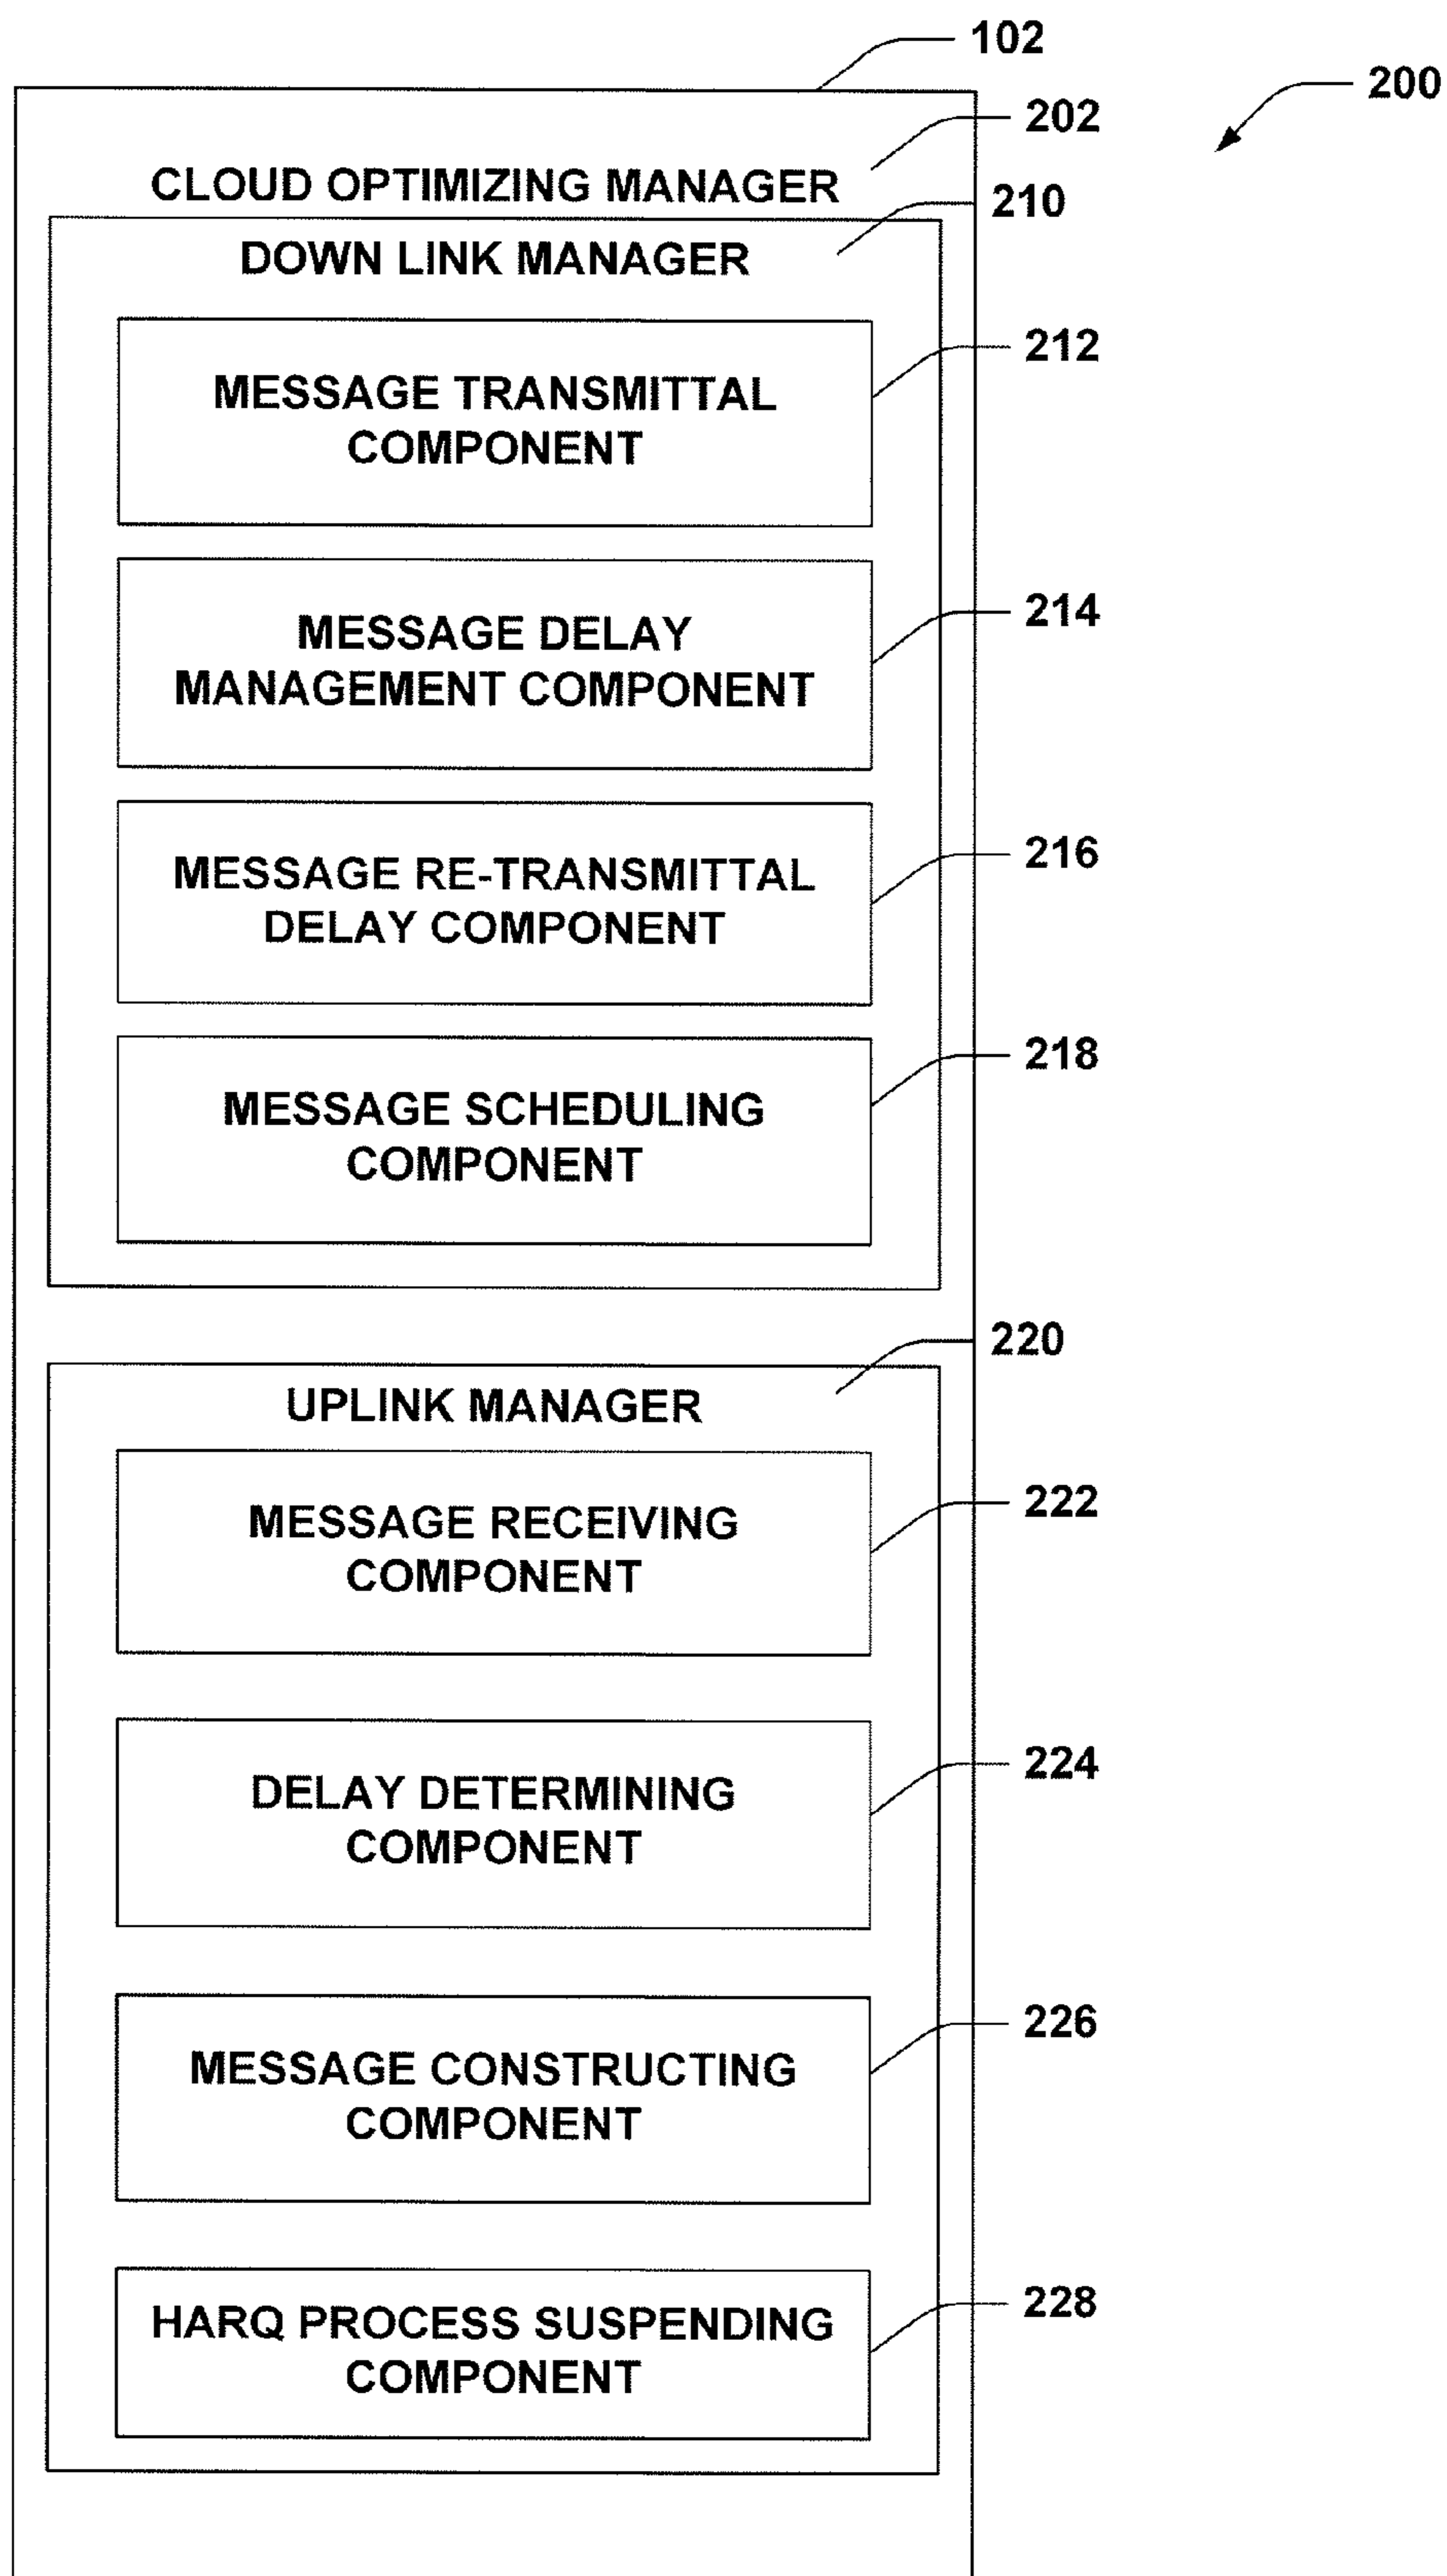 102
200
202
CLOUD OPTIMIZING MANAGER
210
DOWN LINK MANAGER
212
MESSAGE TRANSMITTAL
COMPONENT
214
MESSAGE DELAY
MANAGEMENT COMPONENT
216
MESSAGE RE-TRANSMITTAL
DELAY COMPONENT
218
MESSAGE SCHEDULING
COMPONENT
220
UPLINK MANAGER
222
MESSAGE RECEIVING
COMPONENT
224
DELAY DETERMINING
COMPONENT
226
MESSAGE CONSTRUCTING
COMPONENT
228
HARQ PROCESS SUSPENDING
COMPONENT